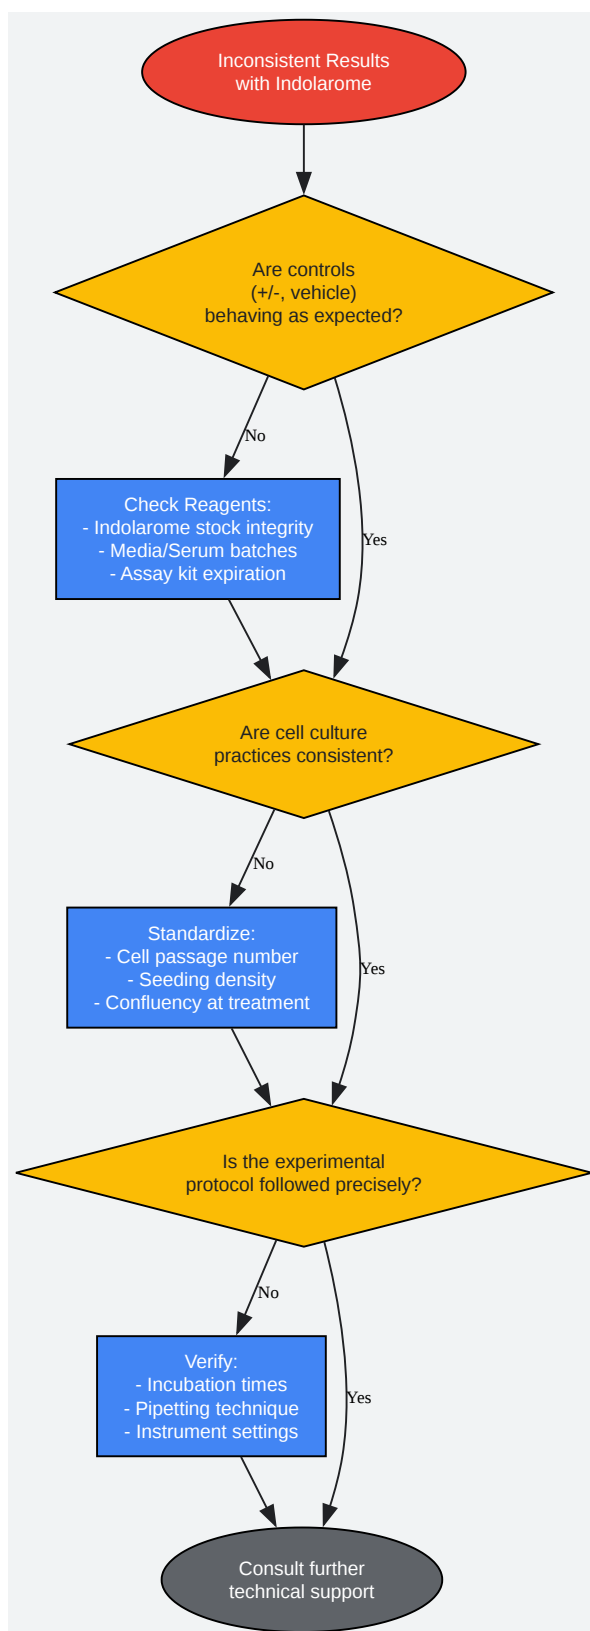 Inconsistent Results
with Indolarome
Are controls
(+/-, vehicle)
behaving as expected?
No
Check Reagents:
- Indolarome stock integrity
- Media/Serum batches
- Assay kit expiration
Yes
Are cell culture
practices consistent?
No
Standardize:
- Cell passage number
- Seeding density
- Confluency at treatment
Yes
Is the experimental
protocol followed precisely?
No
Verify:
- Incubation times
- Pipetting technique
- Instrument settings
Yes
Consult further
technical support